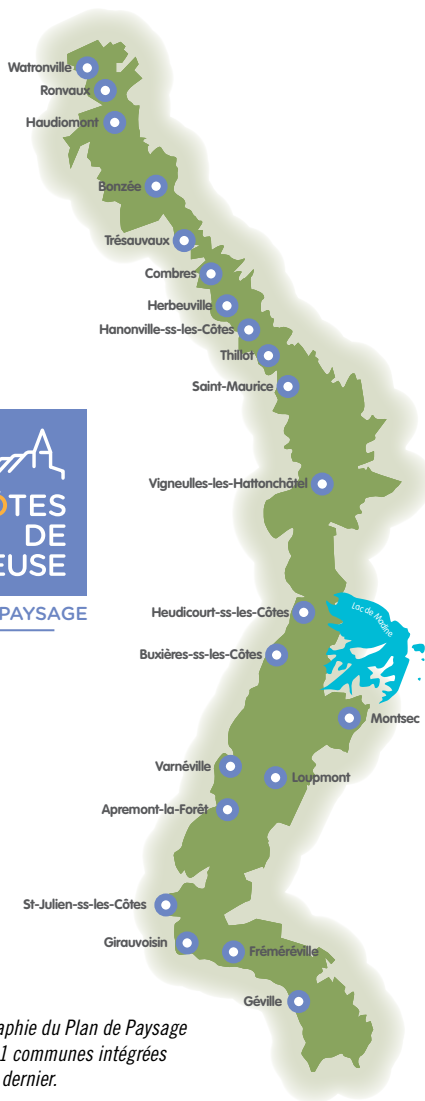 Watronville
Ronvaux
Haudiomont
Bonzée
Trésauvaux
Combres
Herbeuville
Hanonville-ss-les-Côtes
Thillot
Saint-Maurice
Vigneulles-les-Hattonchâtel
ÔTES
DE
EUSE
PAYSAGE
Heudicourt-ss-les-Côtes
Lac de Madine
Buxières-ss-les-Côtes
Montsec
Varnéville
Loupmont
Apremont-la-Forêt
St-Julien-ss-les-Côtes
Girauvoisin
Fréméréville
Géville
aphie du Plan de Paysage
1 communes intégrées
dernier.